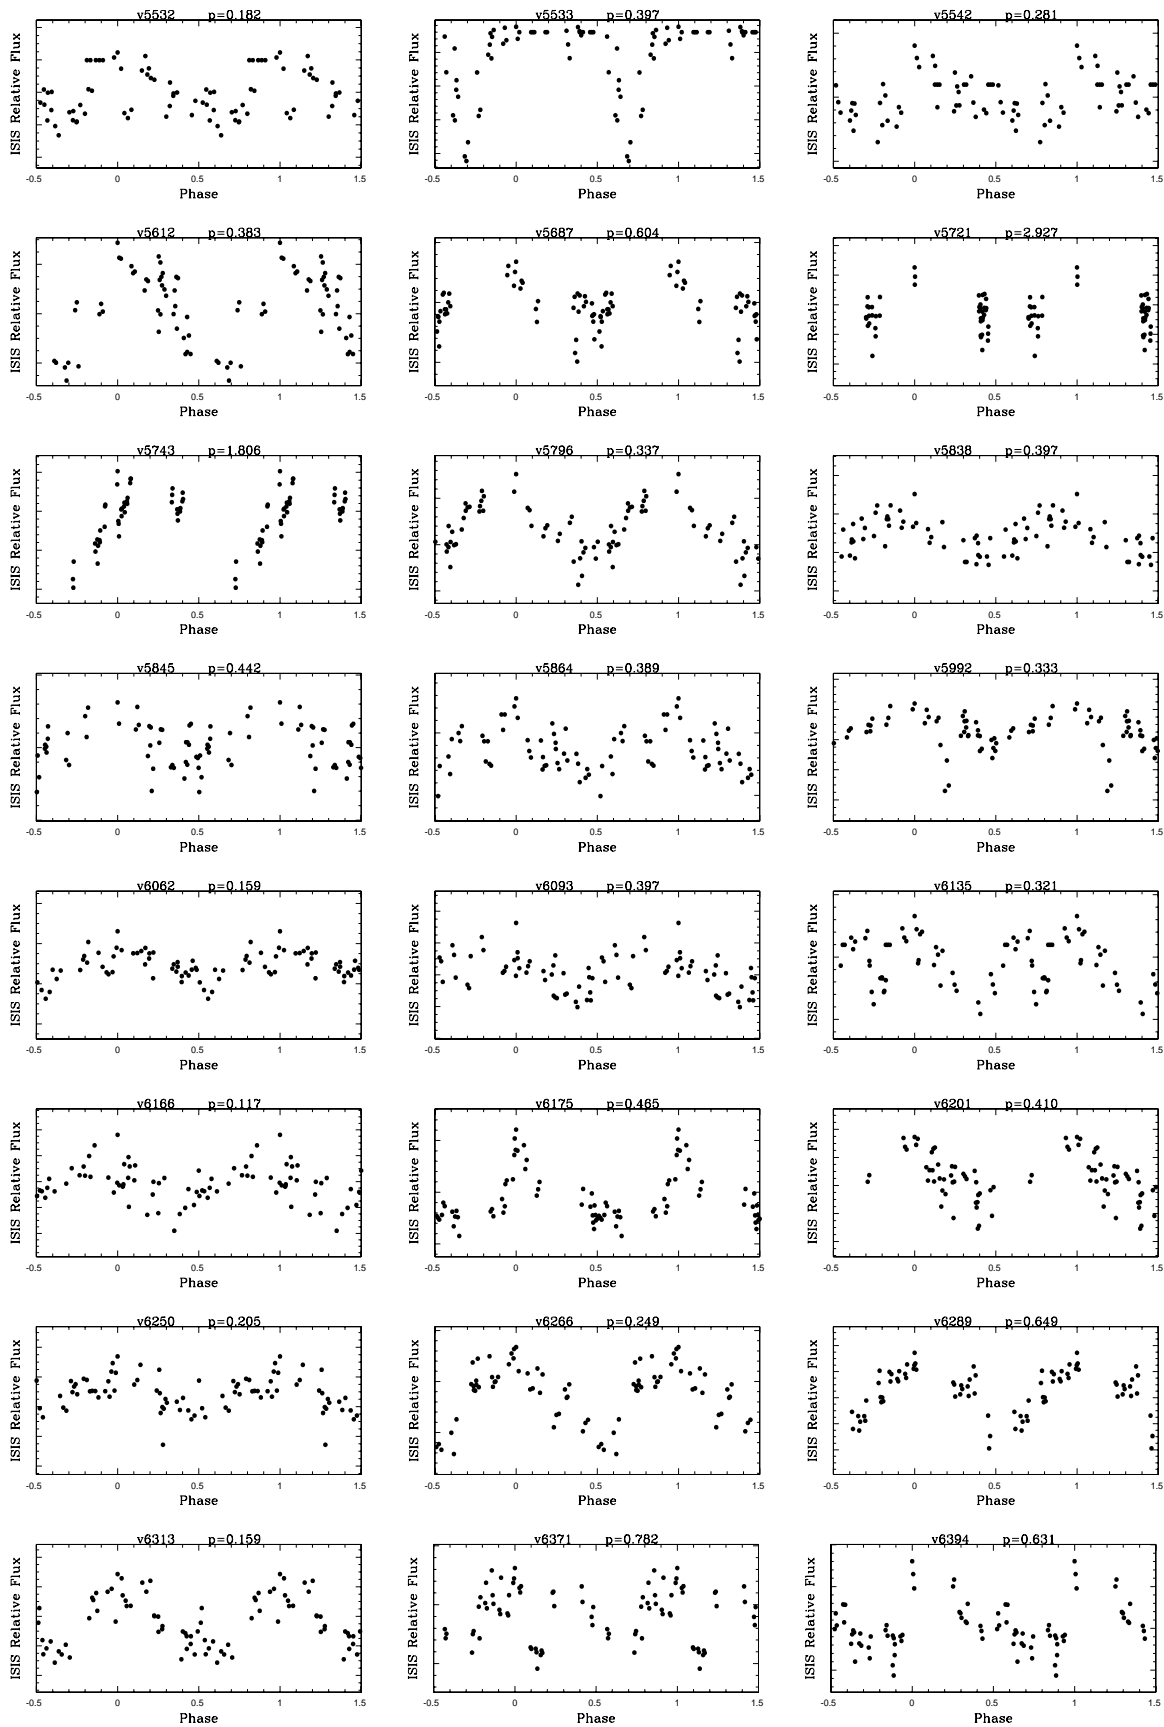 v5532 p=0.182
ISIS Relative Flux
-0.5 0 0.5 1 1.5
Phase
v5533 p=0.397
ISIS Relative Flux
-0.5 0 0.5 1 1.5
Phase
v5542 p=0.281
ISIS Relative Flux
-0.5 0 0.5 1 1.5
Phase
v5612 p=0.383
ISIS Relative Flux
-0.5 0 0.5 1 1.5
Phase
v5687 p=0.604
ISIS Relative Flux
-0.5 0 0.5 1 1.5
Phase
v5721 p=2.927
ISIS Relative Flux
-0.5 0 0.5 1 1.5
Phase
v5743 p=1.806
ISIS Relative Flux
-0.5 0 0.5 1 1.5
Phase
v5796 p=0.337
ISIS Relative Flux
-0.5 0 0.5 1 1.5
Phase
v5838 p=0.397
ISIS Relative Flux
-0.5 0 0.5 1 1.5
Phase
v5845 p=0.442
ISIS Relative Flux
-0.5 0 0.5 1 1.5
Phase
v5864 p=0.389
ISIS Relative Flux
-0.5 0 0.5 1 1.5
Phase
v5992 p=0.333
ISIS Relative Flux
-0.5 0 0.5 1 1.5
Phase
v6062 p=0.159
ISIS Relative Flux
-0.5 0 0.5 1 1.5
Phase
v6093 p=0.397
ISIS Relative Flux
-0.5 0 0.5 1 1.5
Phase
v6135 p=0.321
ISIS Relative Flux
-0.5 0 0.5 1 1.5
Phase
v6166 p=0.117
ISIS Relative Flux
-0.5 0 0.5 1 1.5
Phase
v6175 p=0.465
ISIS Relative Flux
-0.5 0 0.5 1 1.5
Phase
v6201 p=0.410
ISIS Relative Flux
-0.5 0 0.5 1 1.5
Phase
v6250 p=0.205
ISIS Relative Flux
-0.5 0 0.5 1 1.5
Phase
v6266 p=0.249
ISIS Relative Flux
-0.5 0 0.5 1 1.5
Phase
v6289 p=0.649
ISIS Relative Flux
-0.5 0 0.5 1 1.5
Phase
v6313 p=0.159
ISIS Relative Flux
-0.5 0 0.5 1 1.5
Phase
v6371 p=0.782
ISIS Relative Flux
-0.5 0 0.5 1 1.5
Phase
v6394 p=0.631
ISIS Relative Flux
-0.5 0 0.5 1 1.5
Phase